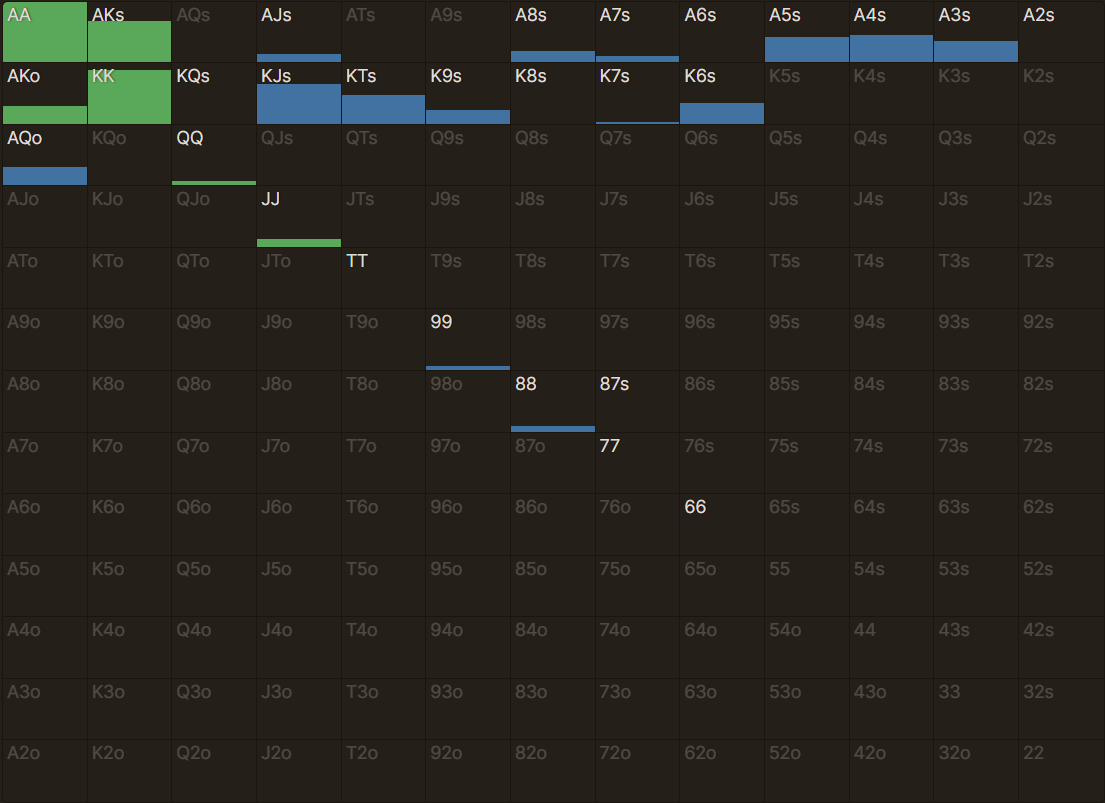 AA AKs AQs AJs ATs A9s A8s A7s A6s A5s A4s A3s A2s
AKo KK KQs KJs KTs K9s K8s K7s K6s K5s K4s K3s K2s
AQo KQo QQ QJs QTs Q9s Q8s Q7s Q6s Q5s Q4s Q3s Q2s
AJo KJo QJo JJ JTs J9s J8s J7s J6s J5s J4s J3s J2s
ATo KTo QTo JTo TT T9s T8s T7s T6s T5s T4s T3s T2s
A9o K9o Q9o J9o T9o 99 98s 97s 96s 95s 94s 93s 92s
A8o K8o Q8o J8o T8o 98o 88 87s 86s 85s 84s 83s 82s
A7o K7o Q7o J7o T7o 97o 87o 77 76s 75s 74s 73s 72s
A6o K6o Q6o J6o T6o 96o 86o 76o 66 65s 64s 63s 62s
A5o K5o Q5o J5o T5o 95o 85o 75o 65o 55 54s 53s 52s
A4o K4o Q4o J4o T4o 94o 84o 74o 64o 54o 44 43s 42s
A3o K3o Q3o J3o T3o 93o 83o 73o 63o 53o 43o 33 32s
A2o K2o Q2o J2o T2o 92o 82o 72o 62o 52o 42o 32o 22